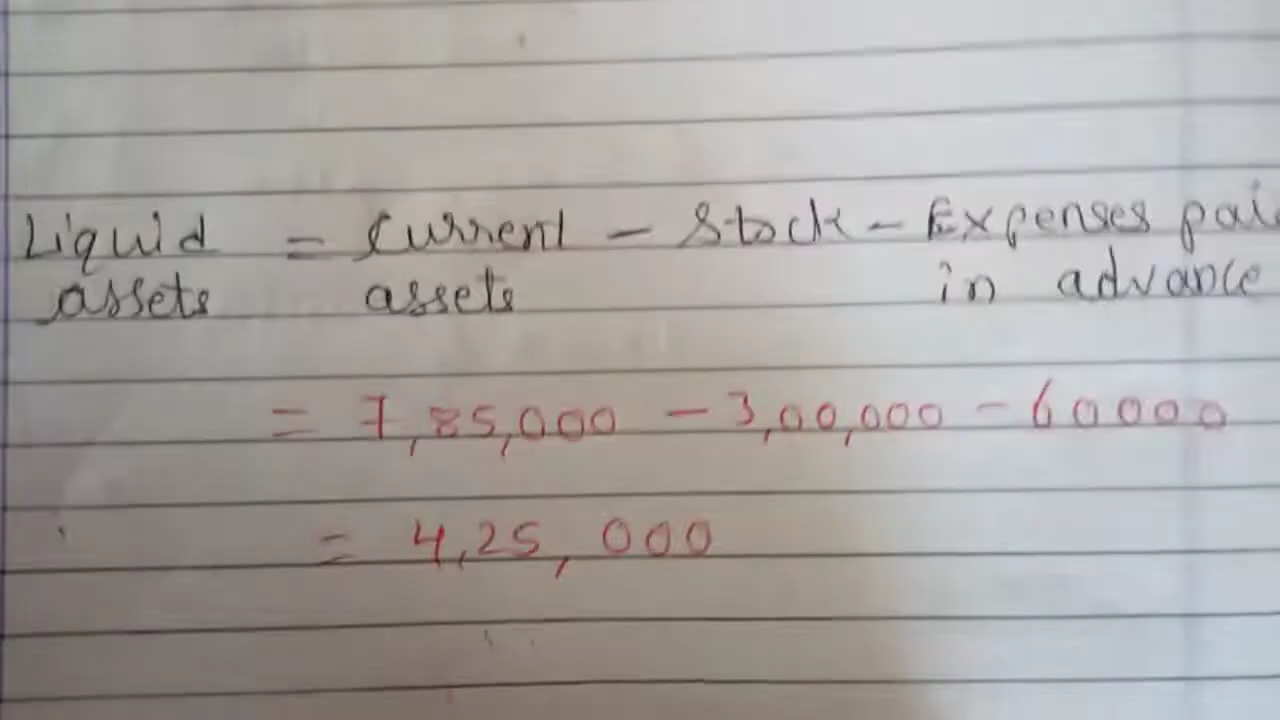 Liquid = Current - Stock - Expenses pai
assets assets in advance
= 7,85,000 - 3,00,000 - 60000
= 4,25,000